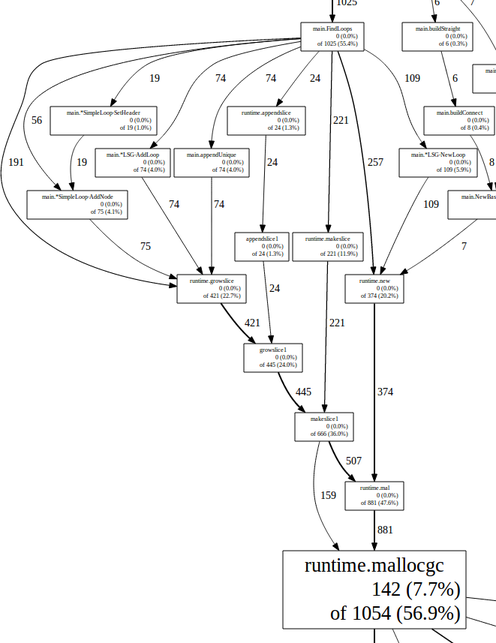 1025
6
7
main.FindLoops
0 (0.0%)
of 1025 (55.4%)
main.buildStraight
0 (0.0%)
of 6 (0.3%)
19
74
74
24
109
6
main.*SimpleLoop·SetHeader
0 (0.0%)
of 19 (1.0%)
runtime.appendslice
0 (0.0%)
of 24 (1.3%)
main.buildConnect
0 (0.0%)
of 8 (0.4%)
56
221
191
19
24
257
8
main.*LSG·AddLoop
0 (0.0%)
of 74 (4.0%)
main.appendUnique
0 (0.0%)
of 74 (4.0%)
main.*LSG·NewLoop
0 (0.0%)
of 109 (5.9%)
main.*SimpleLoop·AddNode
0 (0.0%)
of 75 (4.1%)
main.NewBas
74
74
109
75
7
appendslice1
0 (0.0%)
of 24 (1.3%)
runtime.makeslice
0 (0.0%)
of 221 (11.9%)
runtime.growslice
0 (0.0%)
of 421 (22.7%)
24
runtime.new
0 (0.0%)
of 374 (20.2%)
421
221
growslice1
0 (0.0%)
of 445 (24.0%)
445
374
makeslice1
0 (0.0%)
of 666 (36.0%)
507
159
runtime.mal
0 (0.0%)
of 881 (47.6%)
881
runtime.mallocgc
142 (7.7%)
of 1054 (56.9%)